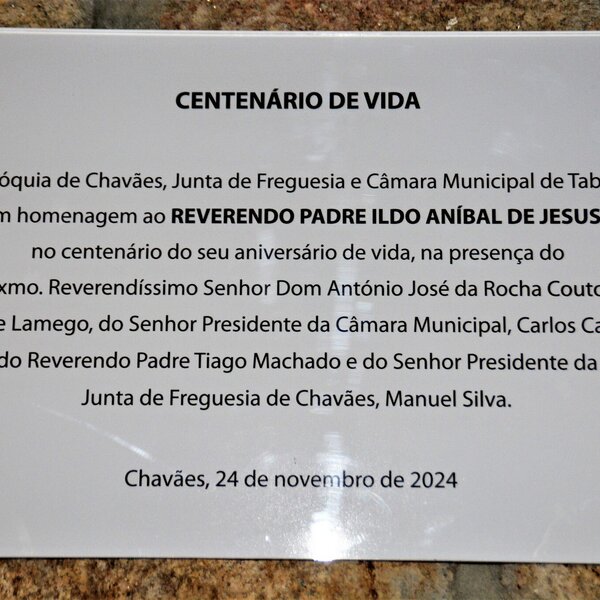 CENTENÁRIO DE VIDA
óquia de Chavães, Junta de Freguesia e Câmara Municipal de Tab
m homenagem ao REVERENDO PADRE ILDO ANÍBAL DE JESUS
no centenário do seu aniversário de vida, na presença do
xmo. Reverendíssimo Senhor Dom António José da Rocha Couto
e Lamego, do Senhor Presidente da Câmara Municipal, Carlos Ca
do Reverendo Padre Tiago Machado e do Senhor Presidente da
Junta de Freguesia de Chavães, Manuel Silva.
Chavães, 24 de novembro de 2024